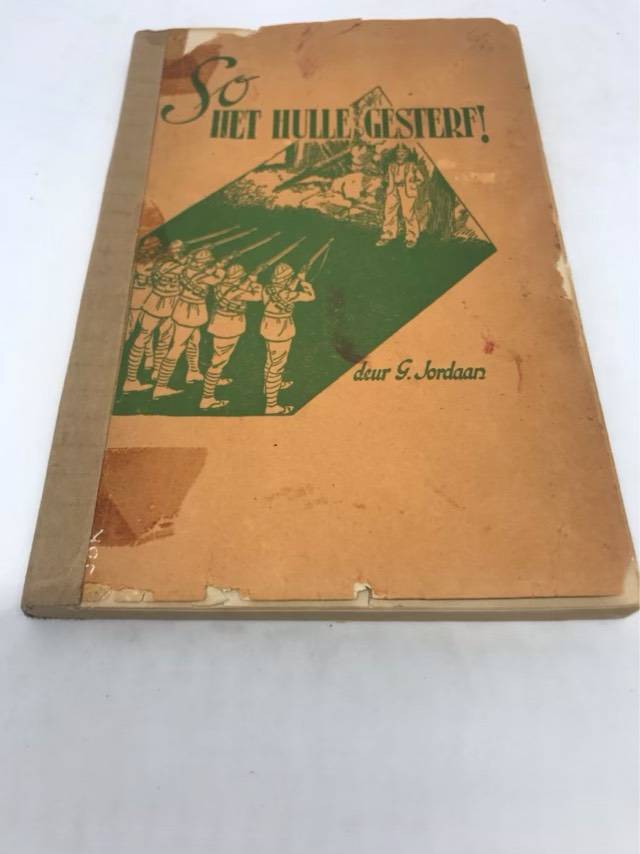 So
HET HULLE GESTERF!
deur G. Jordaan